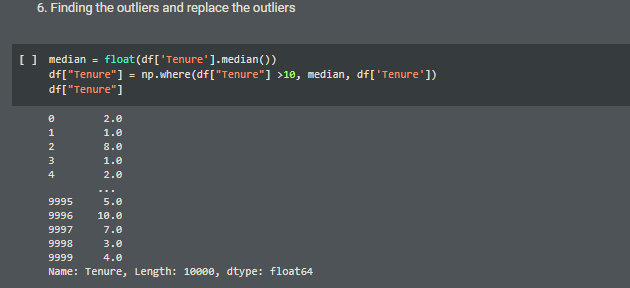 6. Finding the outliers and replace the outliers
[ ] median = float(df['Tenure'].median())
df["Tenure"] = np.where(df["Tenure"] >10, median, df['Tenure'])
df["Tenure"]
0 2.0
1 1.0
2 8.0
3 1.0
4 2.0
...
9995 5.0
9996 10.0
9997 7.0
9998 3.0
9999 4.0
Name: Tenure, Length: 10000, dtype: float64